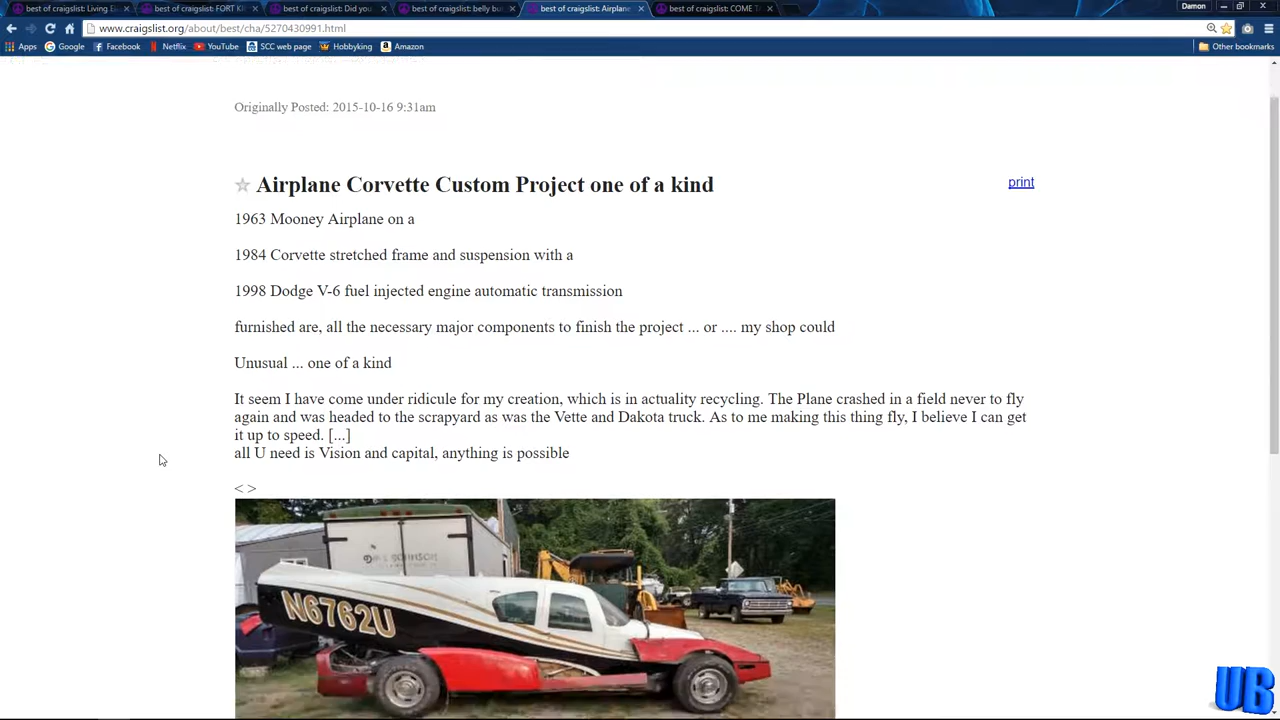 best of craigslist: Living E
best of craigslist: FORT KI
best of craigslist: Did you
best of craigslist: belly bu
best of craigslist: Airplane
best of craigslist: COME T
Damon
www.craigslist.org/about/best/cha/5270430991.html
Apps Google Facebook Netflix YouTube SCC web page Hobbyking Amazon Other bookmarks
Originally Posted: 2015-10-16 9:31am
Airplane Corvette Custom Project one of a kind
print
1963 Mooney Airplane on a
1984 Corvette stretched frame and suspension with a
1998 Dodge V-6 fuel injected engine automatic transmission
furnished are, all the necessary major components to finish the project ... or .... my shop could
Unusual ... one of a kind
It seem I have come under ridicule for my creation, which is in actuality recycling. The Plane crashed in a field never to fly
again and was headed to the scrapyard as was the Vette and Dakota truck. As to me making this thing fly, I believe I can get
it up to speed. [...]
all U need is Vision and capital, anything is possible
< >
JOHNSON
N6762U
UB